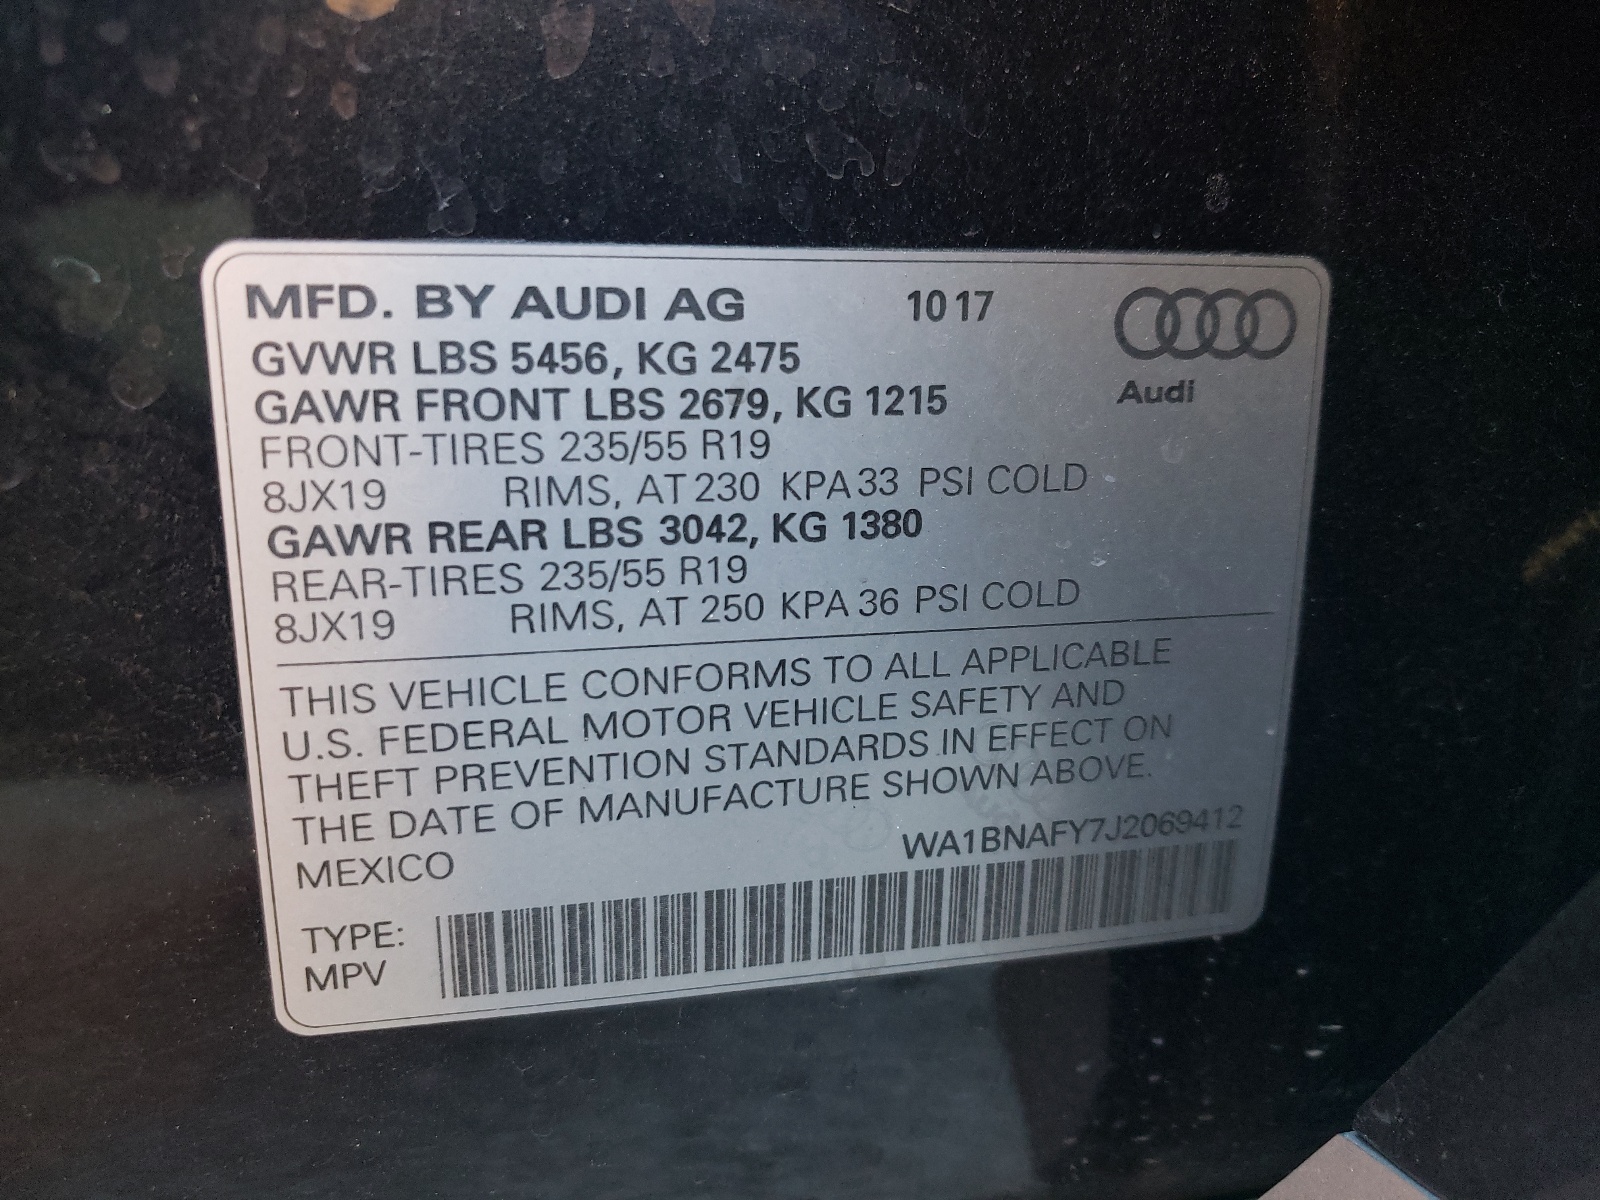 MFD. BY AUDI AG 10 17
Audi
GVWR LBS 5456, KG 2475
GAWR FRONT LBS 2679, KG 1215
FRONT-TIRES 235/55 R19
8JX19 RIMS, AT 230 KPA 33 PSI COLD
GAWR REAR LBS 3042, KG 1380
REAR-TIRES 235/55 R19
8JX19 RIMS, AT 250 KPA 36 PSI COLD
THIS VEHICLE CONFORMS TO ALL APPLICABLE
U.S. FEDERAL MOTOR VEHICLE SAFETY AND
THEFT PREVENTION STANDARDS IN EFFECT ON
THE DATE OF MANUFACTURE SHOWN ABOVE.
MEXICO WA1BNAFY7J2069412
TYPE:
MPV